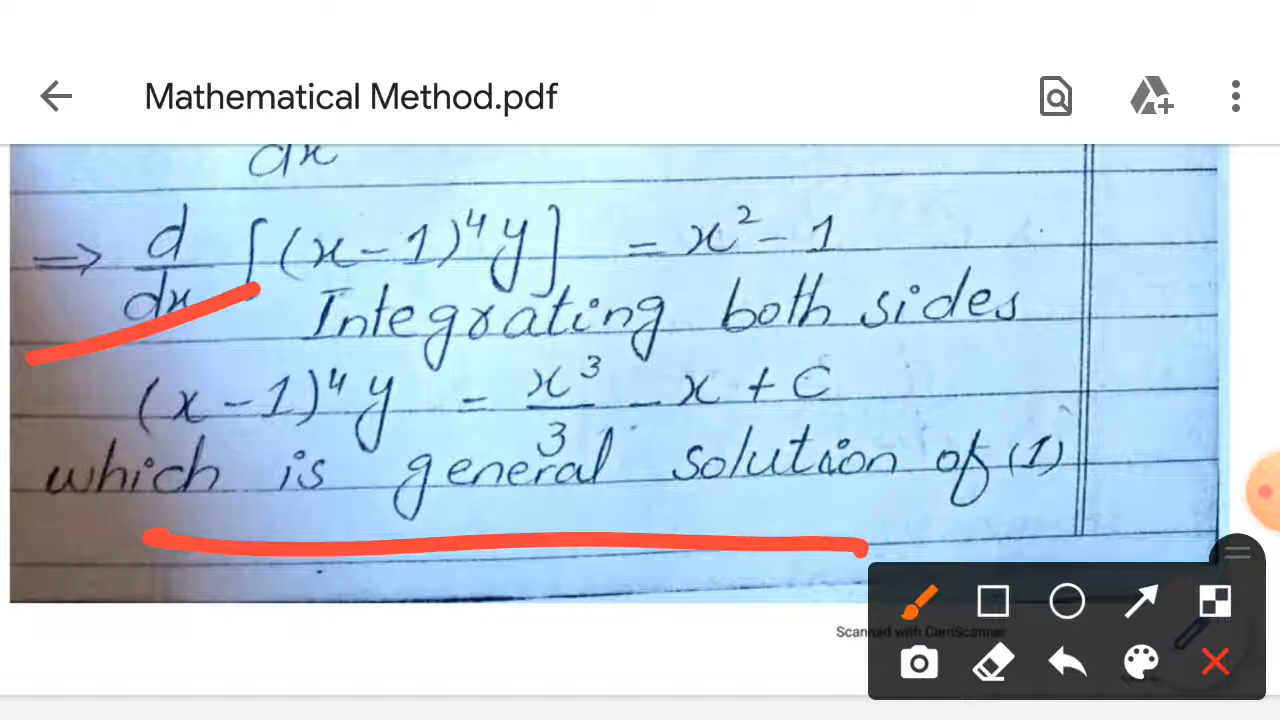 Mathematical Method.pdf
dx
⇒ d/dx [(x-1)⁴y] = x² - 1
Integrating both sides
(x-1)⁴y = x³/3 - x + C
which is general solution of (1)
Scanned with CamScanner